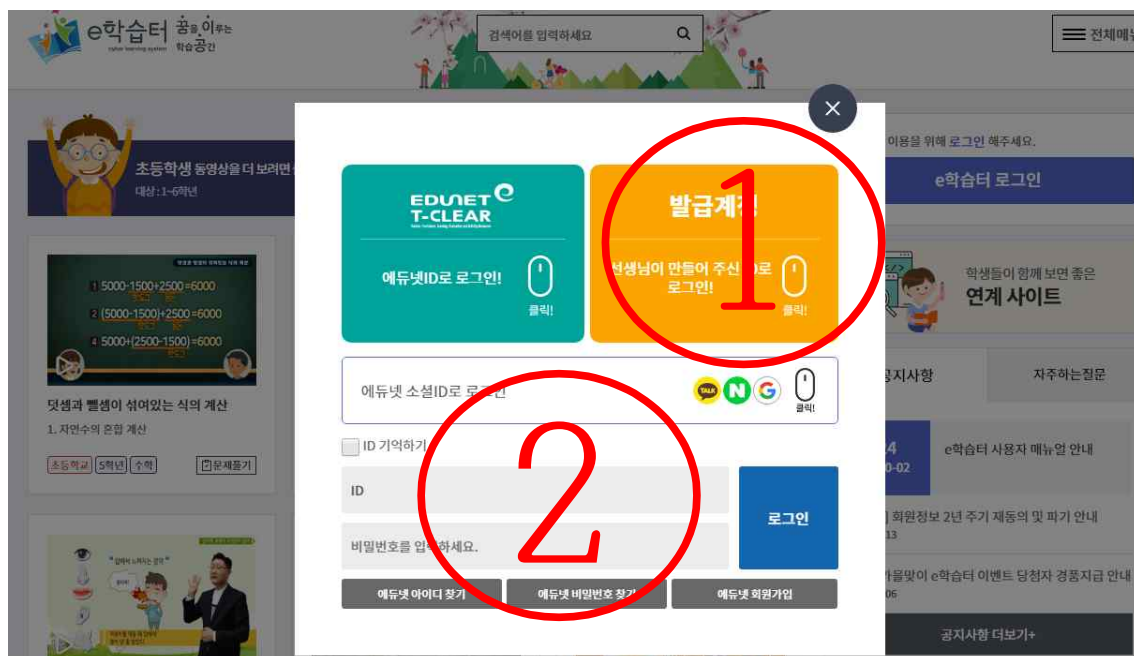 e학습터 꿈을 이루는
cyber learning system 학습공간
검색어를 입력하세요
전체메뉴
초등학생 동영상을 더 보려면
대상 : 1~6학년
1 5000-1500+2500=6000
2 (5000-1500)+2500=6000
4 5000+(2500-1500)=6000
덧셈과 뺄셈이 섞여있는 식의 계산
1. 자연수의 혼합 계산
초등학교 5학년 수학 문제풀기
EDUNET
T-CLEAR
에듀넷ID로 로그인!
클릭!
발급계정
선생님이 만들어 주신 ID로
로그인!
클릭!
1
에듀넷 소셜ID로 로그인
TALK N G
클릭!
ID 기억하기
ID
비밀번호를 입력하세요.
로그인
2
에듀넷 아이디 찾기 에듀넷 비밀번호 찾기 에듀넷 회원가입
이용을 위해 로그인 해주세요.
e학습터 로그인
학생들이 함께 보면 좋은
연계 사이트
공지사항 자주하는질문
e학습터 사용자 매뉴얼 안내
0-02
] 회원정보 2년 주기 재동의 및 파기 안내
13
가을맞이 e학습터 이벤트 당첨자 경품지급 안내
06
공지사항 더보기+